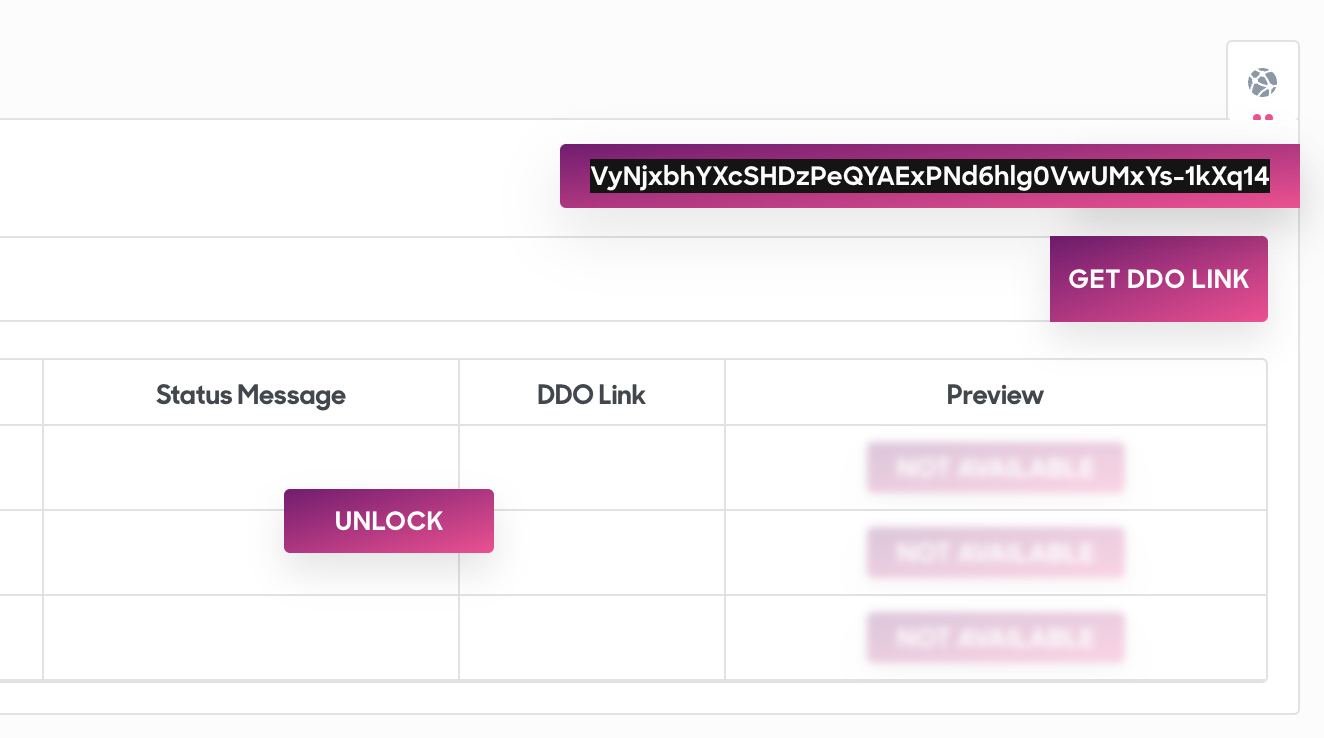 VyNjxbhYXcSHDzPeQYAExPNd6hlg0VwUMxYs-1kXq14
GET DDO LINK
Status Message DDO Link Preview
NOT AVAILABLE
UNLOCK
NOT AVAILABLE
NOT AVAILABLE